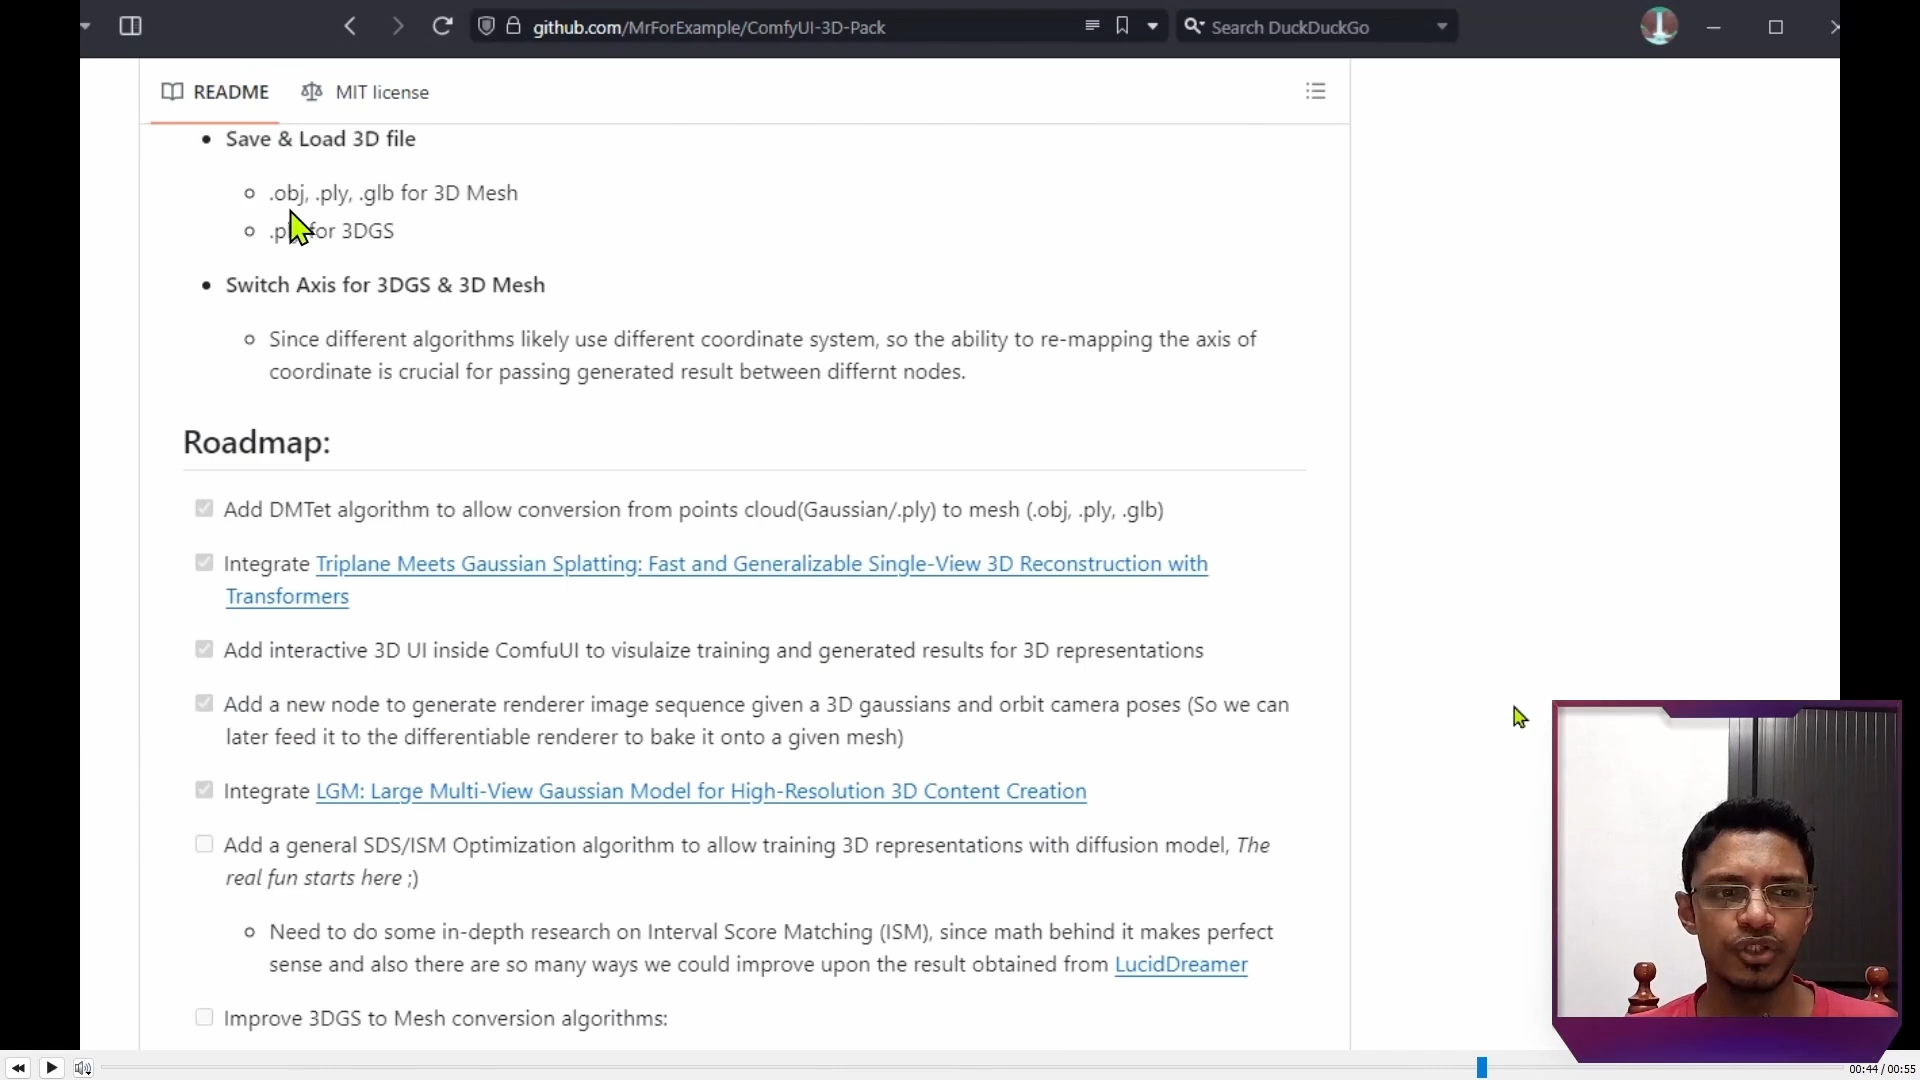 github.com/MrForExample/ComfyUI-3D-Pack
Search DuckDuckGo
README
MIT license
Save & Load 3D file
.obj, .ply, .glb for 3D Mesh
.ply for 3DGS
Switch Axis for 3DGS & 3D Mesh
Since different algorithms likely use different coordinate system, so the ability to re-mapping the axis of
coordinate is crucial for passing generated result between differnt nodes.
Roadmap:
Add DMTet algorithm to allow conversion from points cloud(Gaussian/.ply) to mesh (.obj, .ply, .glb)
Integrate Triplane Meets Gaussian Splatting: Fast and Generalizable Single-View 3D Reconstruction with
Transformers
Add interactive 3D UI inside ComfuUI to visulaize training and generated results for 3D representations
Add a new node to generate renderer image sequence given a 3D gaussians and orbit camera poses (So we can
later feed it to the differentiable renderer to bake it onto a given mesh)
Integrate LGM: Large Multi-View Gaussian Model for High-Resolution 3D Content Creation
Add a general SDS/ISM Optimization algorithm to allow training 3D representations with diffusion model, The
real fun starts here ;)
Need to do some in-depth research on Interval Score Matching (ISM), since math behind it makes perfect
sense and also there are so many ways we could improve upon the result obtained from LucidDreamer
Improve 3DGS to Mesh conversion algorithms:
00:44 / 00:55